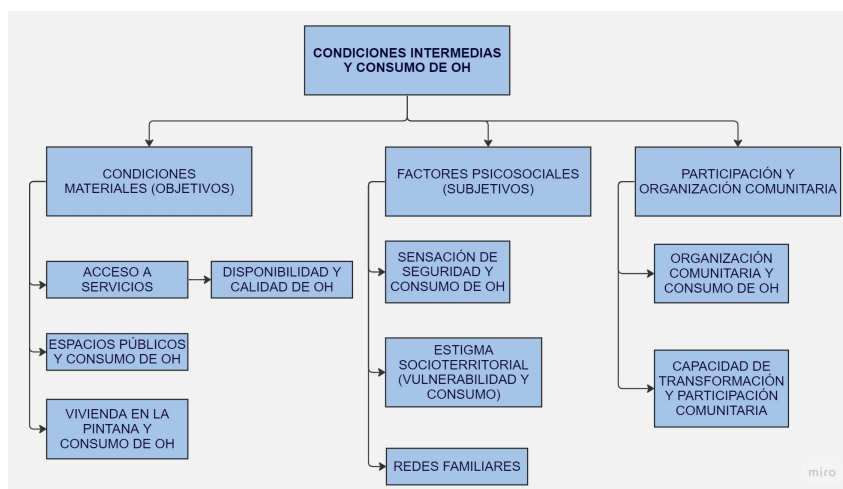 CONDICIONES INTERMEDIAS
Y CONSUMO DE OH
CONDICIONES
MATERIALES (OBJETIVOS)
FACTORES PSICOSOCIALES
(SUBJETIVOS)
PARTICIPACIÓN Y
ORGANIZACIÓN COMUNITARIA
ACCESO A
SERVICIOS
DISPONIBILIDAD Y
CALIDAD DE OH
ESPACIOS PÚBLICOS
Y CONSUMO DE OH
VIVIENDA EN LA
PINTANA Y
CONSUMO DE OH
SENSACIÓN DE
SEGURIDAD Y
CONSUMO DE OH
ESTIGMA
SOCIOTERRITORIAL
(VULNERABILIDAD Y
CONSUMO)
REDES FAMILIARES
ORGANIZACIÓN
COMUNITARIA Y
CONSUMO DE OH
CAPACIDAD DE
TRANSFORMACIÓN
Y PARTICIPACIÓN
COMUNITARIA
miro